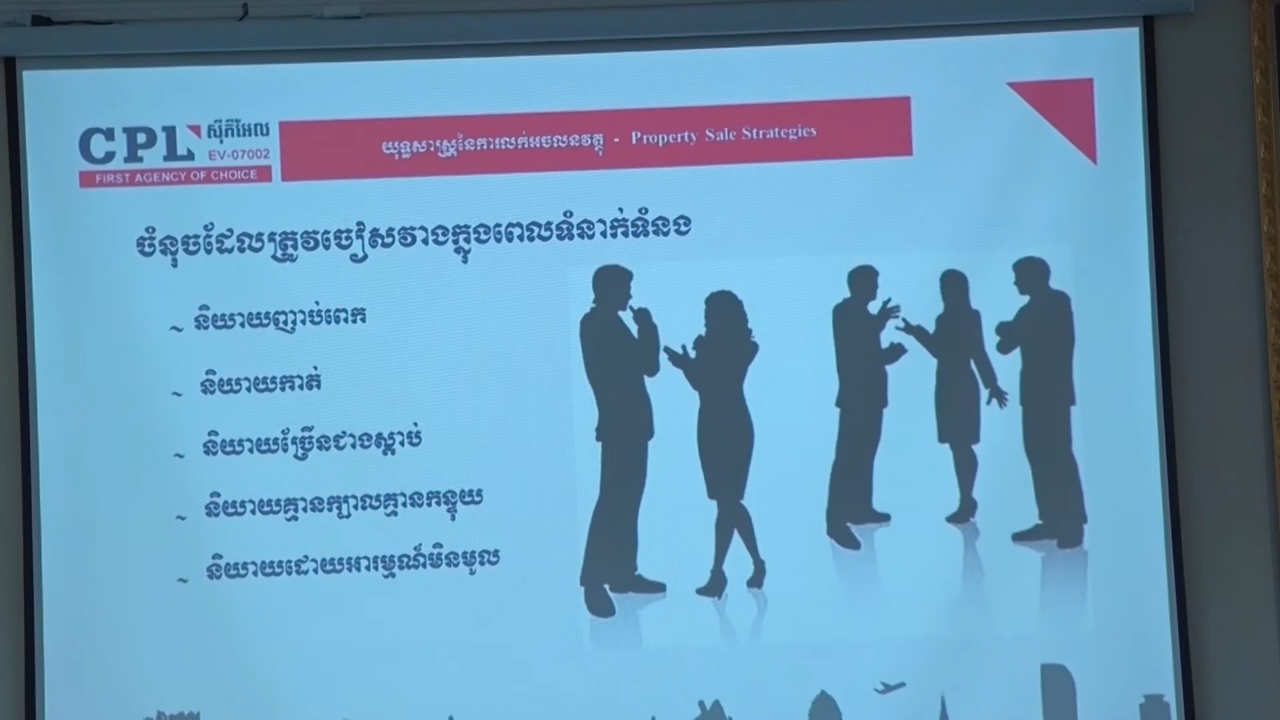 CPL ស៊ីភីអែល
EV-07002
FIRST AGENCY OF CHOICE
យុទ្ធសាស្ត្រនៃការលក់អចលនវត្ថុ - Property Sale Strategies
ចំនុចដែលត្រូវចៀសវាងក្នុងពេលទំនាក់ទំនង
~ និយាយញាប់ពេក
~ និយាយកាត់
~ និយាយច្រើនជាងស្តាប់
~ និយាយគ្មានក្បាលគ្មានកន្ទុយ
~ និយាយដោយអារម្មណ៍មិនមូល